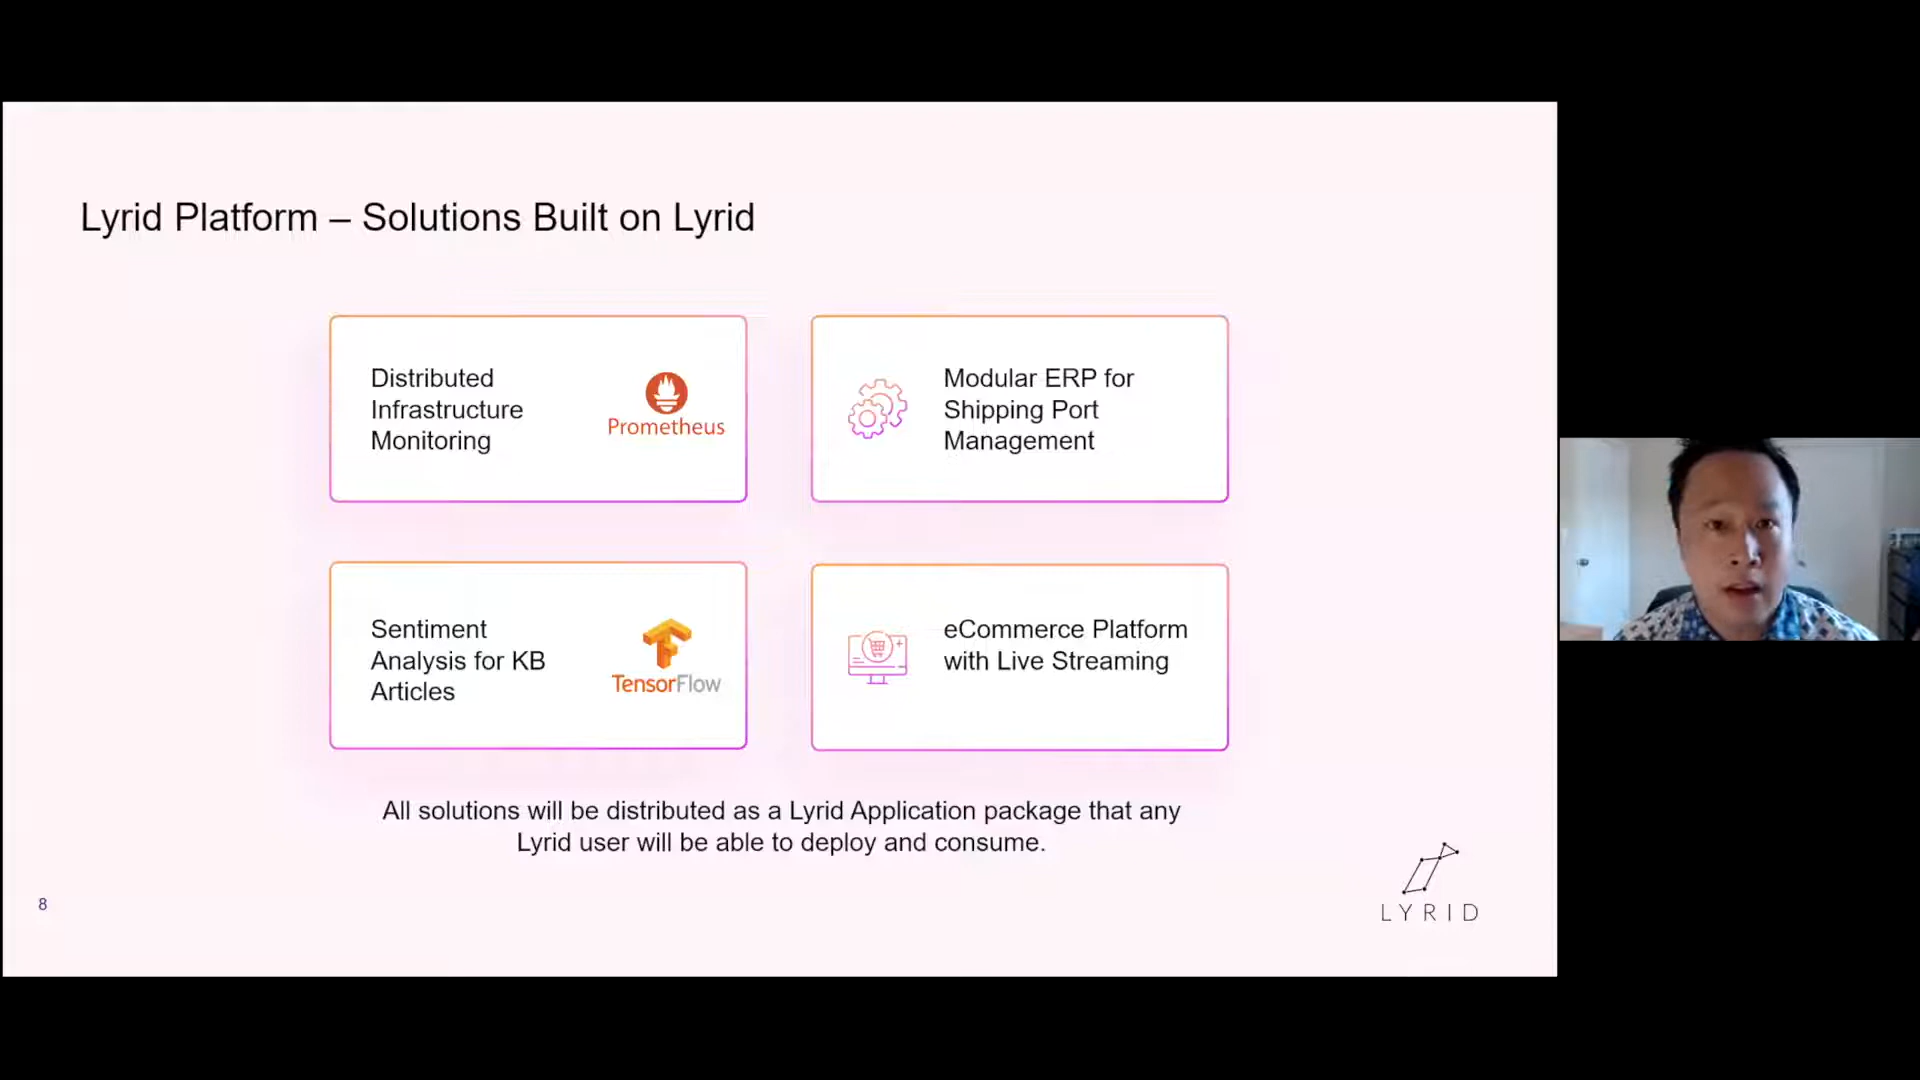 Lyrid Platform – Solutions Built on Lyrid
Distributed
Infrastructure
Monitoring
Prometheus
Modular ERP for
Shipping Port
Management
Sentiment
Analysis for KB
Articles
TensorFlow
eCommerce Platform
with Live Streaming
All solutions will be distributed as a Lyrid Application package that any
Lyrid user will be able to deploy and consume.
8
LYRID